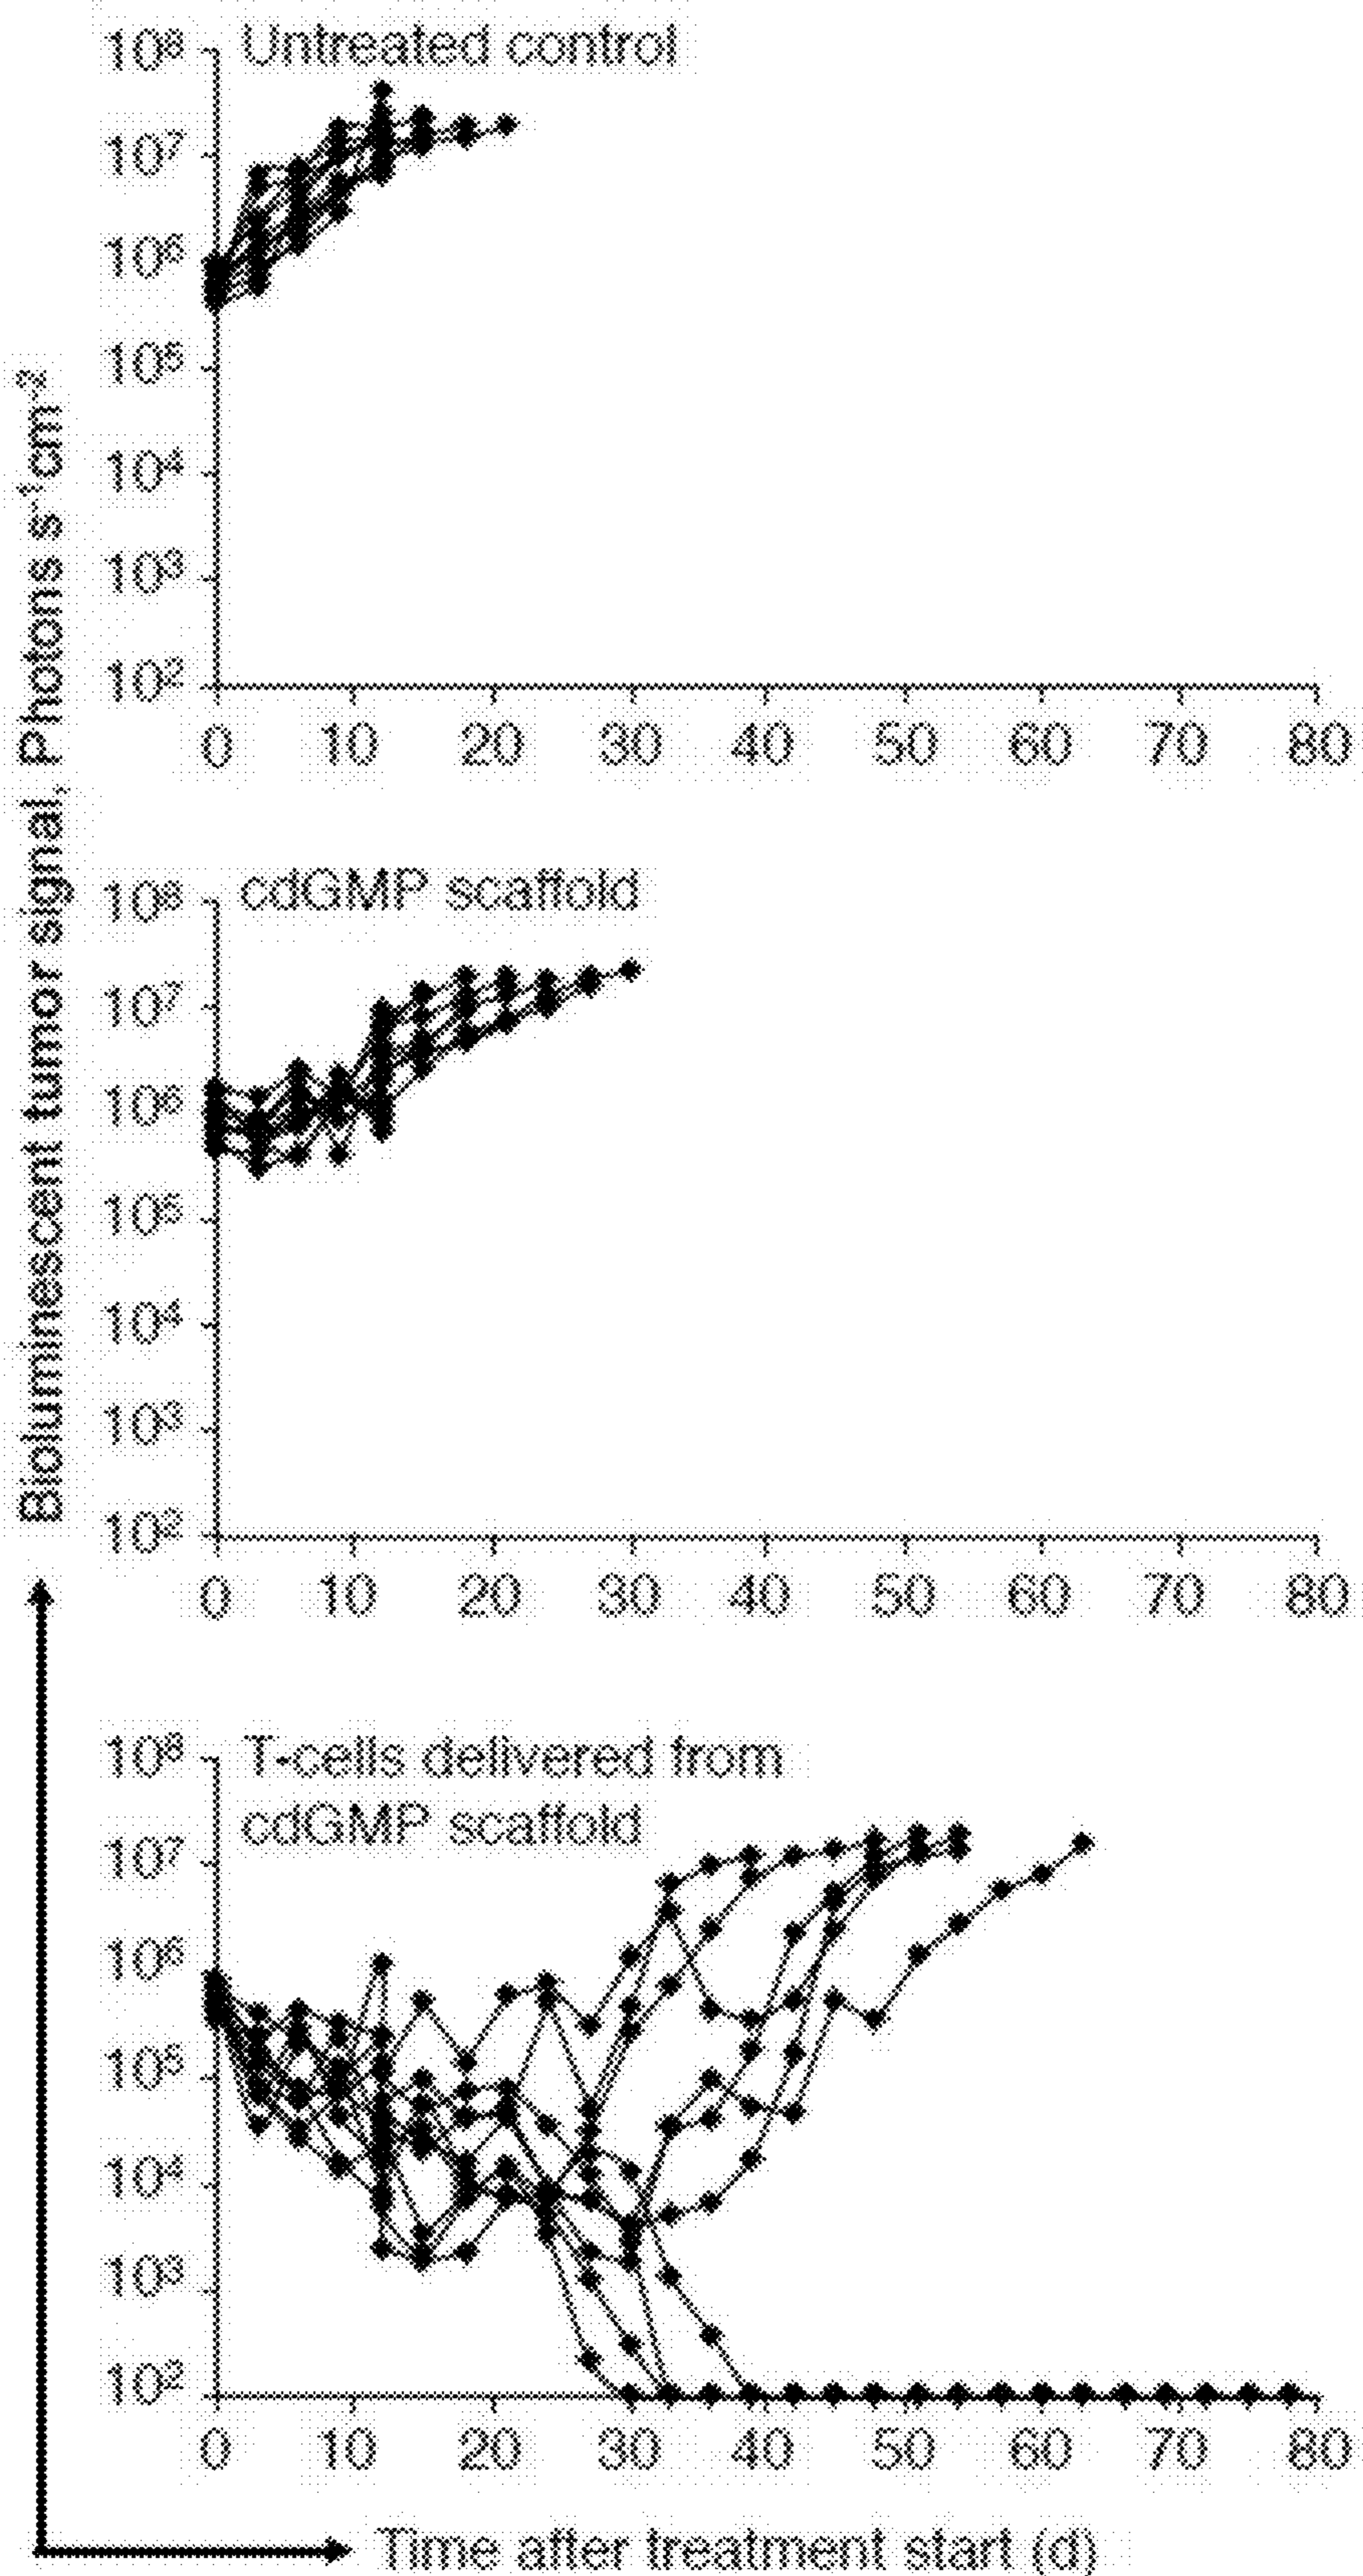 Bioluminescent tumor signal, Photons s⁻¹cm⁻²
Untreated control
10⁸
10⁷
10⁶
10⁵
10⁴
10³
10²
0 10 20 30 40 50 60 70 80
cdGMP scaffold
10⁸
10⁷
10⁶
10⁵
10⁴
10³
10²
0 10 20 30 40 50 60 70 80
T-cells delivered from
cdGMP scaffold
10⁸
10⁷
10⁶
10⁵
10⁴
10³
10²
0 10 20 30 40 50 60 70 80
Time after treatment start (d)